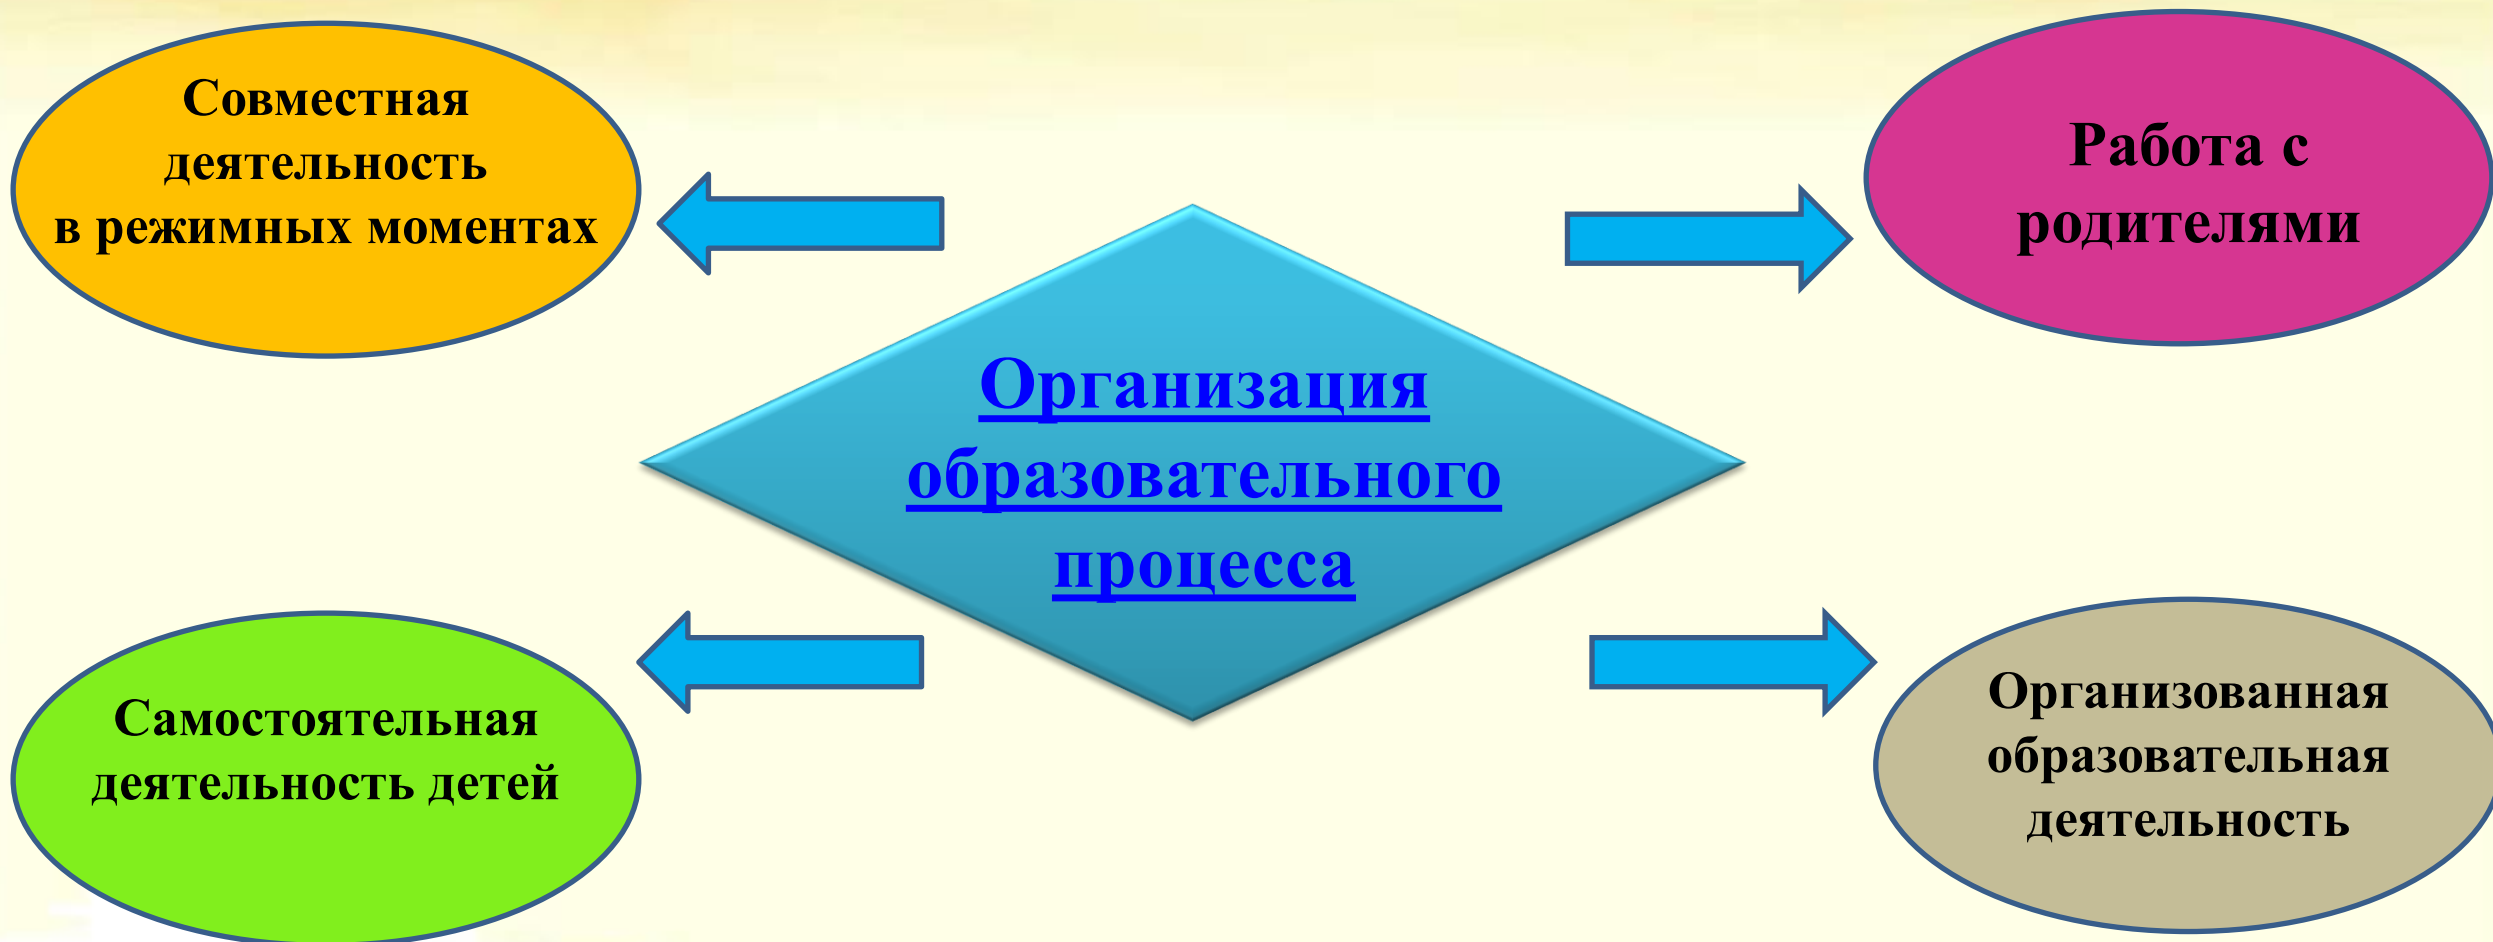 Совместная
деятельность
в режимных моментах
Работа с
родителями
Организация
образовательного
процесса
Самостоятельная
деятельность детей
Организованная
образовательная
деятельность